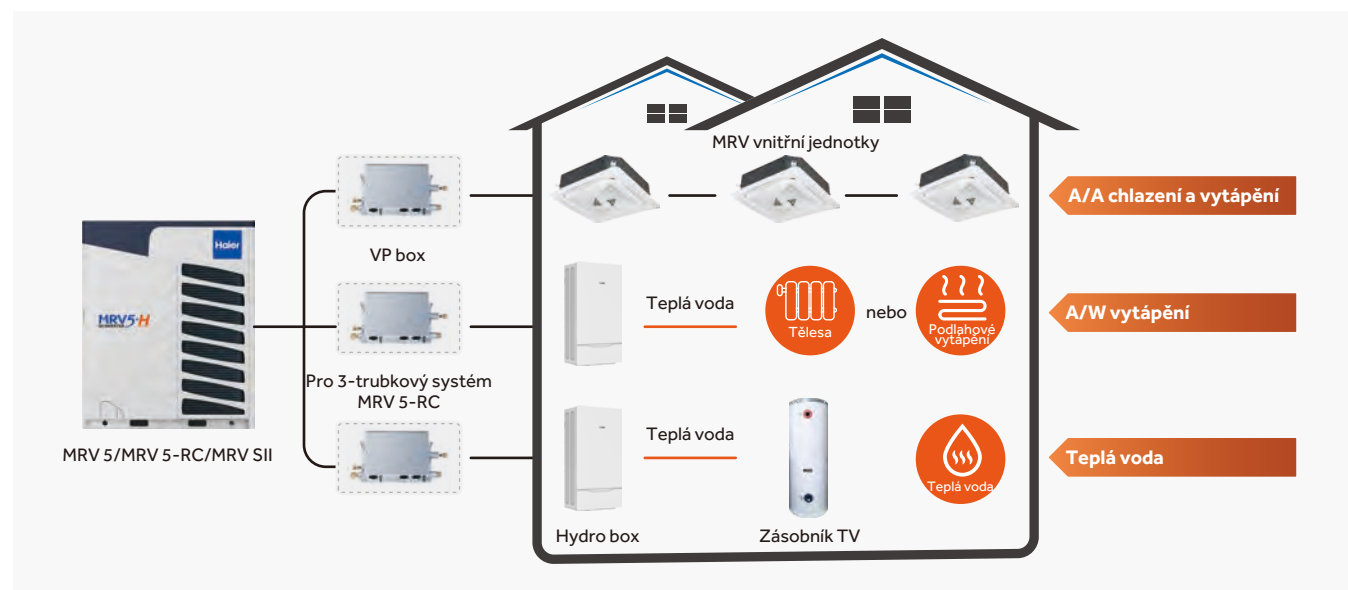 MRV vnitřní jednotky
A/A chlazení a vytápění
Haier
VP box
MRV5-H
Teplá voda
Tělesa
nebo
Podlahové
vytápění
A/W vytápění
Pro 3-trubkový systém
MRV 5-RC
MRV 5/MRV 5-RC/MRV SII
Teplá voda
Teplá voda
Teplá voda
Hydro box
Zásobník TV